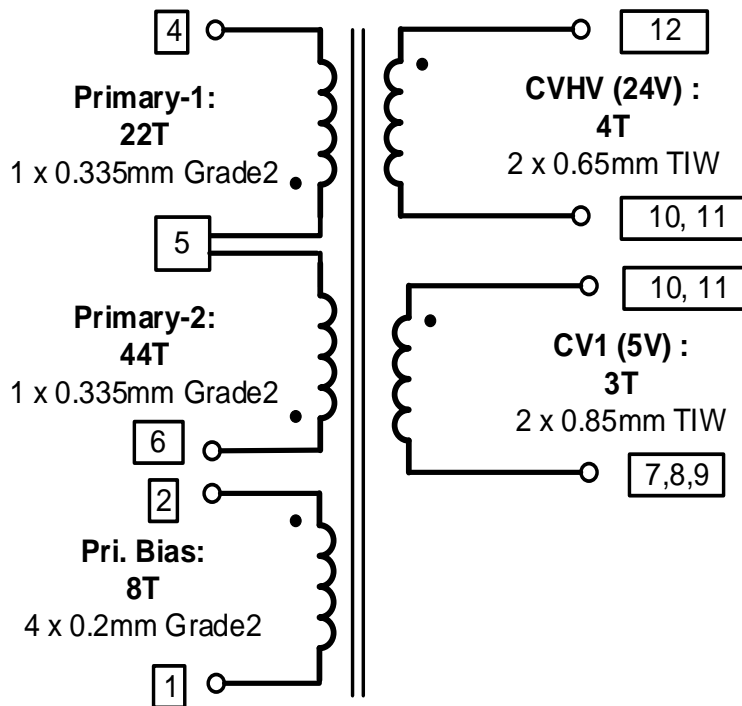 4
Primary-1:
22T
1 x 0.335mm Grade2
5
Primary-2:
44T
1 x 0.335mm Grade2
6
2
Pri. Bias:
8T
4 x 0.2mm Grade2
1
12
CVHV (24V) :
4T
2 x 0.65mm TIW
10, 11
10, 11
CV1 (5V) :
3T
2 x 0.85mm TIW
7,8,9